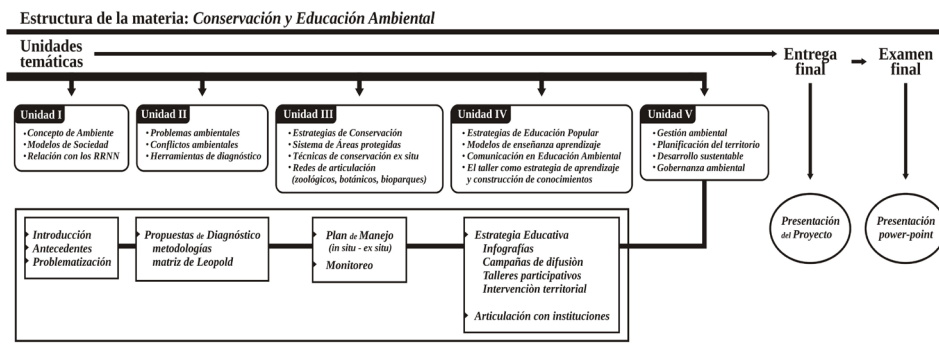 Estructura de la materia: Conservación y Educación Ambiental
Unidades
temáticas
Entrega
final
Examen
final
Unidad I
• Concepto de Ambiente
• Modelos de Sociedad
• Relación con los RRNN
Unidad II
• Problemas ambientales
• Conflictos ambientales
• Herramientas de diagnóstico
Unidad III
• Estrategias de Conservación
• Sistema de Áreas protegidas
• Técnicas de conservación ex situ
• Redes de articulación
(zoológicos, botánicos, bioparques)
Unidad IV
• Estrategias de Educación Popular
• Modelos de enseñanza aprendizaje
• Comunicación en Educación Ambiental
• El taller como estrategia de aprendizaje
y construcción de conocimientos
Unidad V
• Gestión ambiental
• Planificación del territorio
• Desarrollo sustentable
• Gobernanza ambiental
Introducción
Antecedentes
Problematización
Propuestas de Diagnóstico
metodologías
matriz de Leopold
Plan de Manejo
(in situ - ex situ)
Monitoreo
Estrategia Educativa
Infografías
Campañas de difusiòn
Talleres participativos
Intervenciòn territorial
Articulación con instituciones
Presentación
del Proyecto
Presentación
power-point